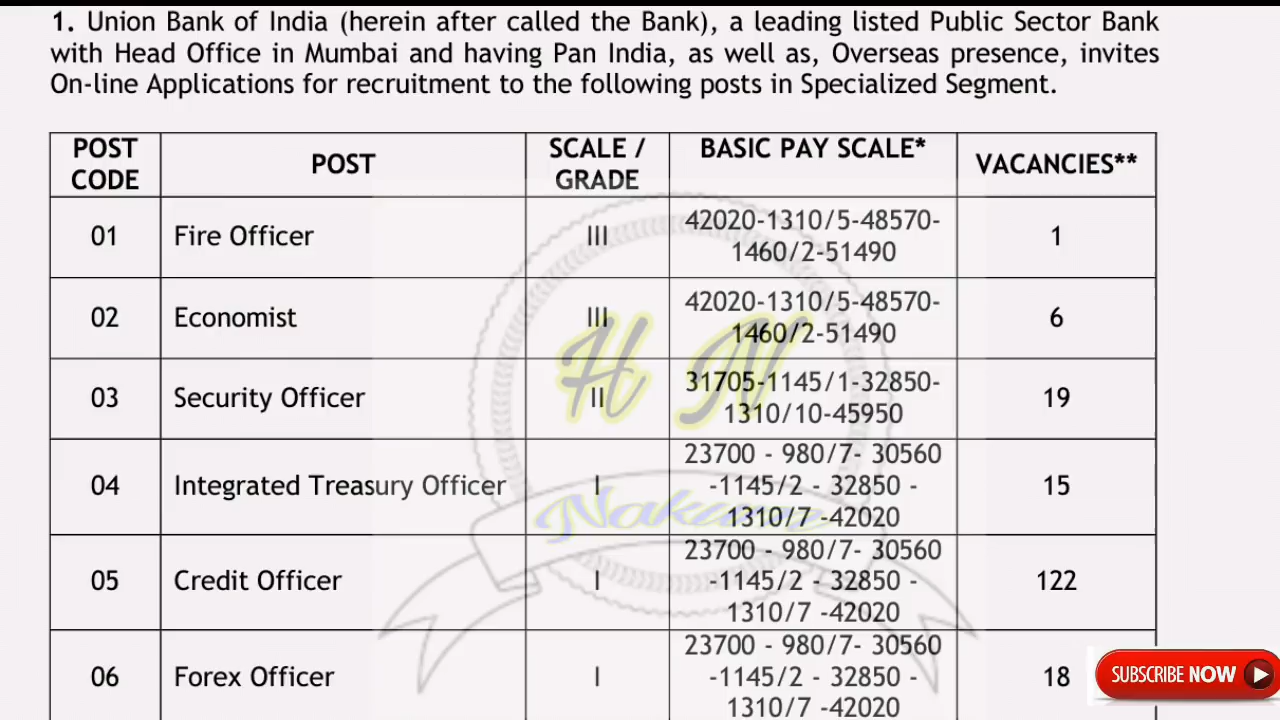 1. Union Bank of India (herein after called the Bank), a leading listed Public Sector Bank
with Head Office in Mumbai and having Pan India, as well as, Overseas presence, invites
On-line Applications for recruitment to the following posts in Specialized Segment.
POST CODE POST SCALE / GRADE BASIC PAY SCALE* VACANCIES**
01 Fire Officer III 42020-1310/5-48570- 1
1460/2-51490
02 Economist III 42020-1310/5-48570- 6
1460/2-51490
03 Security Officer II 31705-1145/1-32850- 19
1310/10-45950
04 Integrated Treasury Officer I 23700 - 980/7- 30560 15
-1145/2 - 32850 -
1310/7 -42020
05 Credit Officer I 23700 - 980/7- 30560 122
-1145/2 - 32850 -
1310/7 -42020
06 Forex Officer I 23700 - 980/7- 30560 18
-1145/2 - 32850 -
1310/7 -42020
H N
SUBSCRIBE NOW